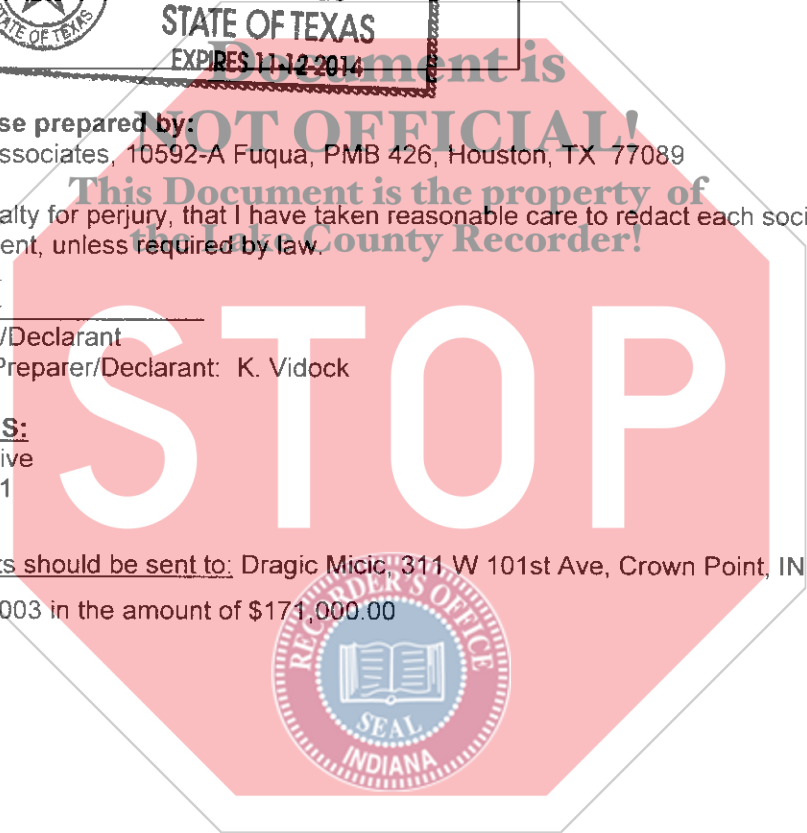 STATE OF TEXAS
STATE OF TEXAS
EXPIRES 11-12-2014
Document is
se prepared by:
NOT OFFICIAL!
ssociates, 10592-A Fuqua, PMB 426, Houston, TX 77089
This Document is the property of
alty for perjury, that I have taken reasonable care to redact each soci
ent, unless required by law.
the Lake County Recorder!
/Declarant
Preparer/Declarant: K. Vidock
STOP
S:
ive
1
ts should be sent to: Dragic Micic, 311 W 101st Ave, Crown Point, IN
003 in the amount of $171,000.00
RECORDER'S OFFICE
SEAL
INDIANA